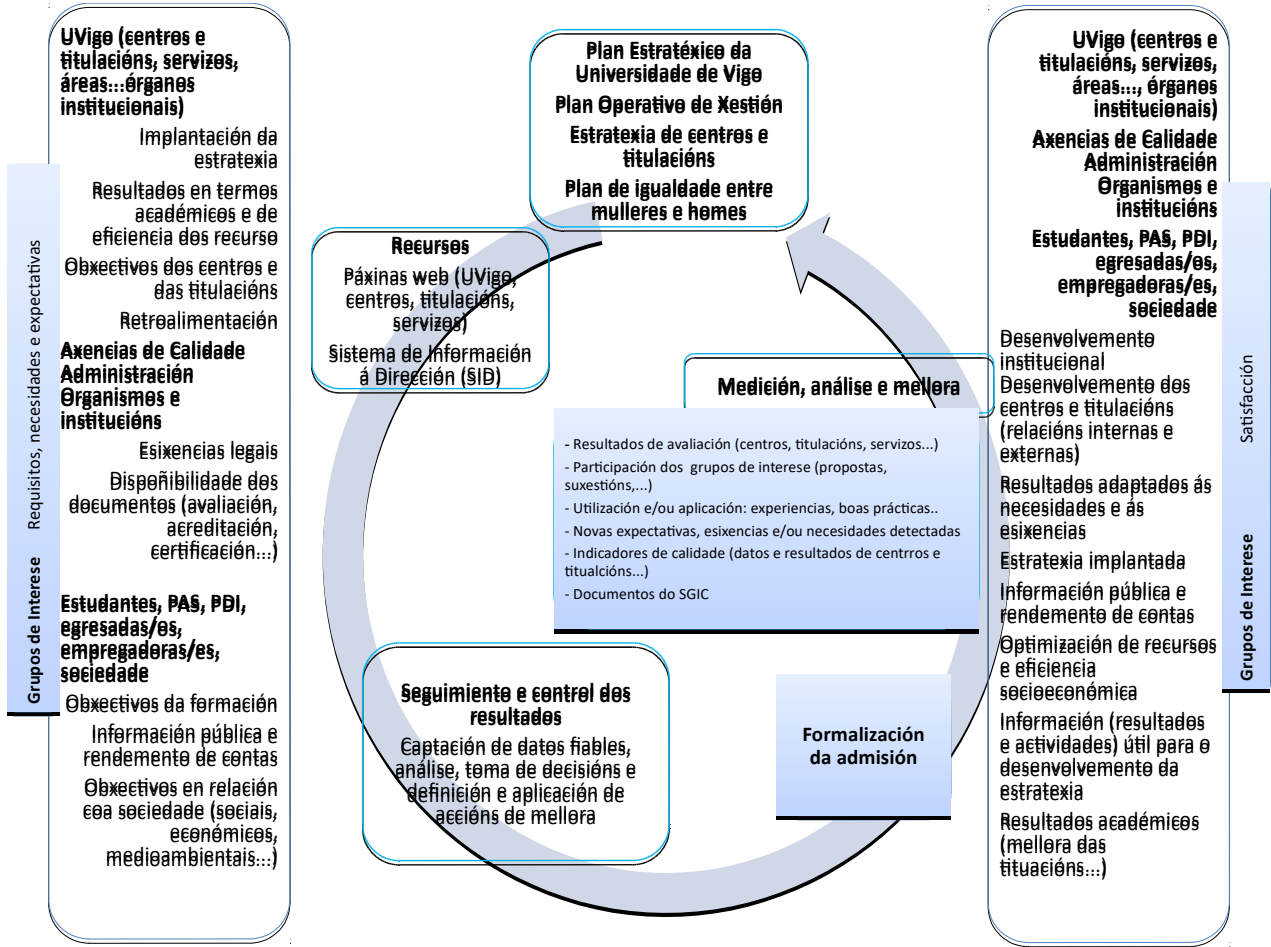 Grupos de Interese Requisitos, necesidades e expectativas
UVigo (centros e
titulacións, servizos,
áreas...órganos
institucionais)
Implantación da
estratexia
Resultados en termos
académicos e de
eficiencia dos recurso
Obxectivos dos centros e
das titulacións
Retroalimentación
Axencias de Calidade
Administración
Organismos e
institucións
Esixencias legais
Dispoñibilidade dos
documentos (avaliación,
acreditación,
certificación...)
Estudantes, PAS, PDI,
egresadas/os,
empregadoras/es,
sociedade
Obxectivos da formación
Información pública e
rendemento de contas
Obxectivos en relación
coa sociedade (sociais,
económicos,
medioambientais...)
Plan Estratéxico da
Universidade de Vigo
Plan Operativo de Xestión
Estratexia de centros e
titulacións
Plan de igualdade entre
mulleres e homes
Recursos
Páxinas web (UVigo,
centros, titulacións,
servizos)
Sistema de Información
á Dirección (SID)
Medición, análise e mellora
- Resultados de avaliación (centros, titulacións, servizos...)
- Participación dos grupos de interese (propostas,
suxestións,...)
- Utilización e/ou aplicación: experiencias, boas prácticas..
- Novas expectativas, esixencias e/ou necesidades detectadas
- Indicadores de calidade (datos e resultados de centrros e
titualcións...)
- Documentos do SGIC
Seguimiento e control dos
resultados
Captación de datos fiables,
análise, toma de decisións e
definición e aplicación de
accións de mellora
Formalización
da admisión
UVigo (centros e
titulacións, servizos,
áreas..., órganos
institucionais)
Axencias de Calidade
Administración
Organismos e
institucións
Estudantes, PAS, PDI,
egresadas/os,
empregadoras/es,
sociedade
Desenvolvemento
institucional
Desenvolvemento dos
centros e titulacións
(relacións internas e
externas)
Resultados adaptados ás
necesidades e ás
esixencias
Estratexia implantada
Información pública e
rendemento de contas
Optimización de recursos
e eficiencia
socioeconómica
Información (resultados
e actividades) útil para o
desenvolvemento da
estratexia
Resultados académicos
(mellora das
tituacións...)
Grupos de Interese Satisfacción